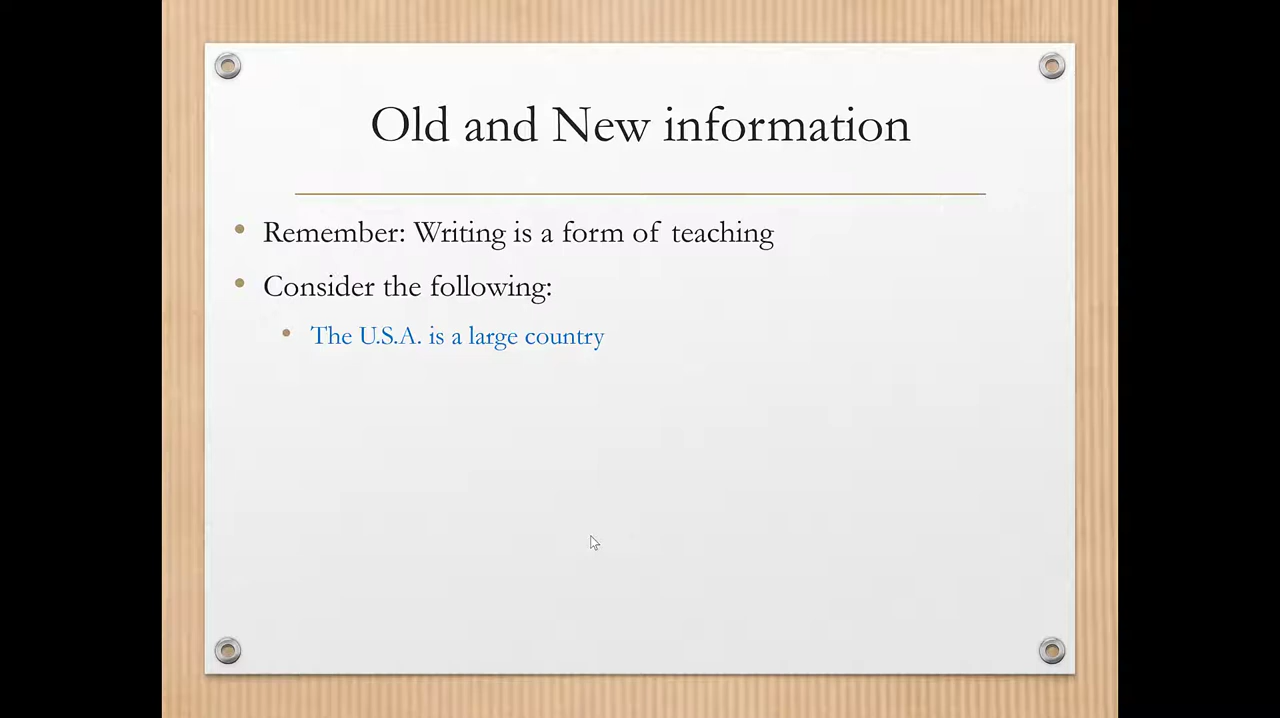 Old and New information
Remember: Writing is a form of teaching
Consider the following:
The U.S.A. is a large country